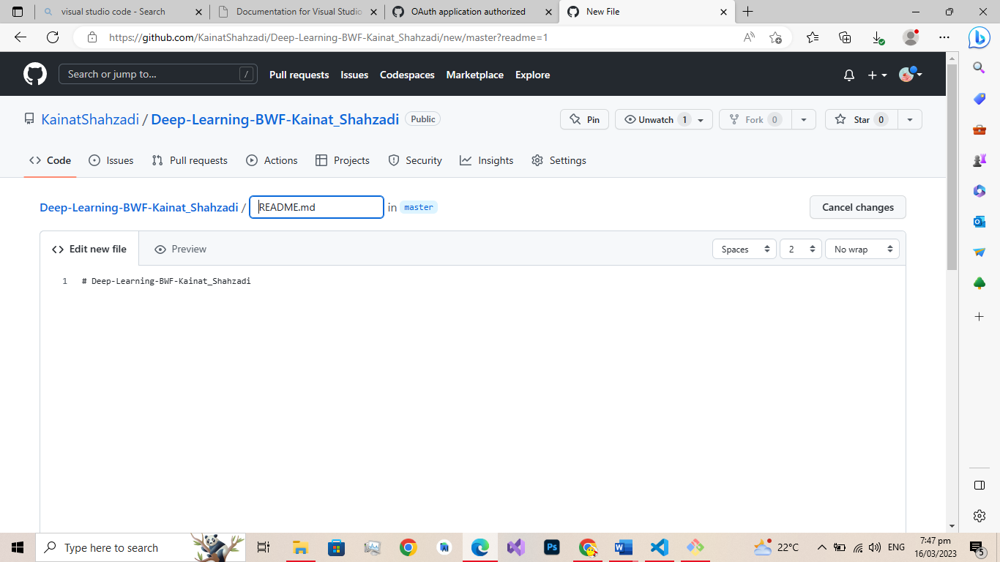 visual studio code - Search
Documentation for Visual Studio
OAuth application authorized
New File
https://github.com/KainatShahzadi/Deep-Learning-BWF-Kainat_Shahzadi/new/master?readme=1
Search or jump to...
/
Pull requests
Issues
Codespaces
Marketplace
Explore
KainatShahzadi / Deep-Learning-BWF-Kainat_Shahzadi
Public
Pin
Unwatch 1
Fork 0
Star 0
Code
Issues
Pull requests
Actions
Projects
Security
Insights
Settings
Deep-Learning-BWF-Kainat_Shahzadi / README.md in master
Cancel changes
Edit new file
Preview
Spaces
2
No wrap
1 # Deep-Learning-BWF-Kainat_Shahzadi
Type here to search
Ps
22°C
ENG
7:47 pm
16/03/2023
5